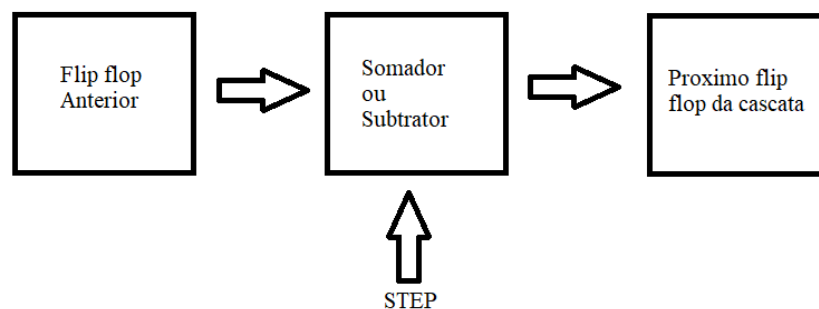 Flip flop
Anterior
Somador
ou
Subtrator
Proximo flip
flop da cascata
STEP